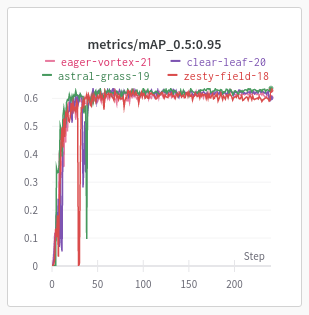 metrics/mAP_0.5:0.95
eager-vortex-21 clear-leaf-20
astral-grass-19 zesty-field-18
0.6
0.5
0.4
0.3
0.2
0.1
0
Step
0 50 100 150 200